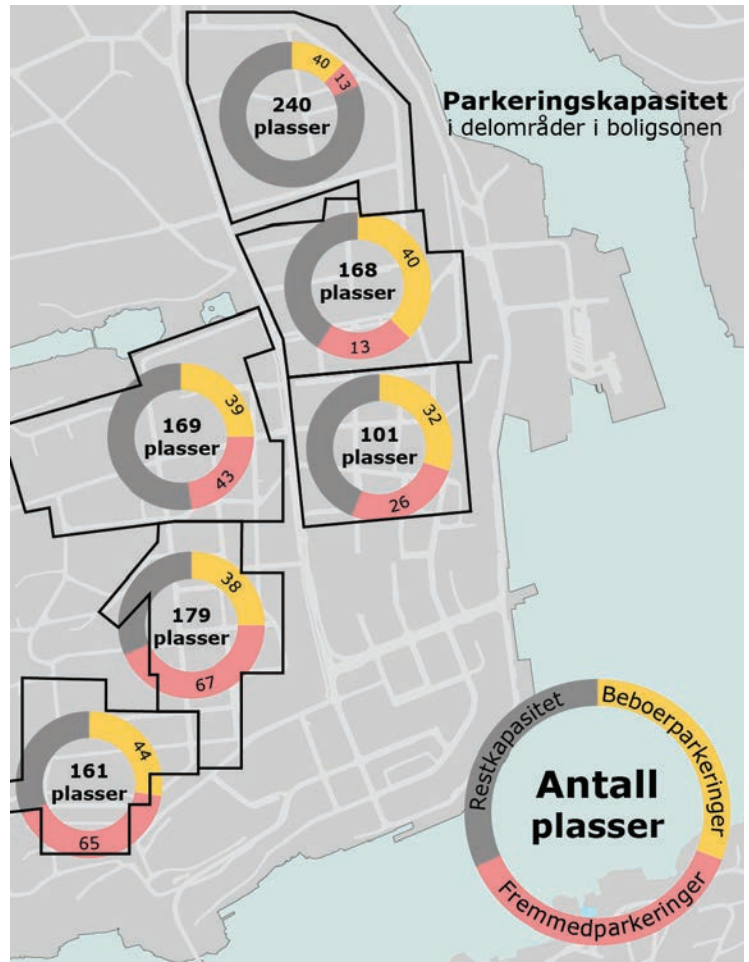 Parkeringskapasitet
i delområder i boligsonen
40
13
240
plasser
40
13
168
plasser
39
43
169
plasser
32
26
101
plasser
38
67
179
plasser
44
65
161
plasser
Restkapasitet
Beboerparkeringer
Fremmedparkeringer
Antall
plasser